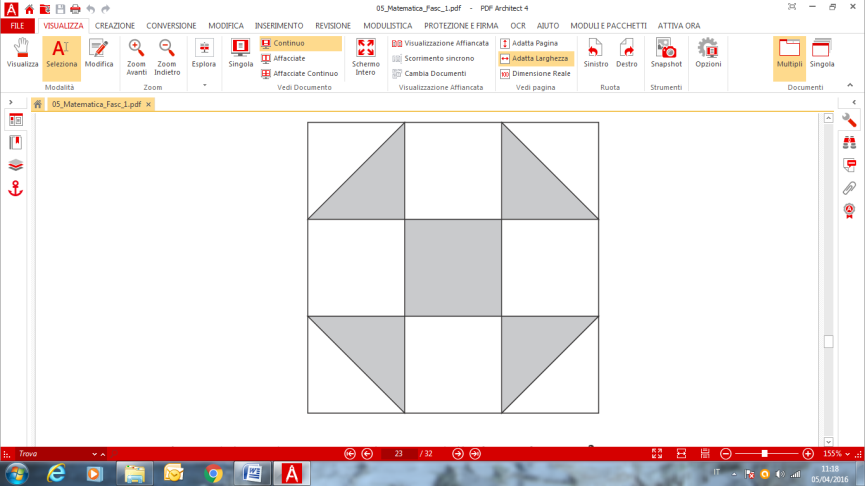 05_Matematica_Fasc_1.pdf - PDF Architect 4
FILE VISUALIZZA CREAZIONE CONVERSIONE MODIFICA INSERIMENTO REVISIONE MODULISTICA PROTEZIONE E FIRMA OCR AIUTO MODULI E PACCHETTI ATTIVA ORA
Visualizza
Seleziona
Modifica
Modalità
Zoom Avanti
Zoom Indietro
Zoom
Esplora
Singola
Continuo
Affacciate
Affacciate Continuo
Vedi Documento
Schermo Intero
Visualizzazione Affiancata
Scorrimento sincrono
Cambia Documenti
Visualizzazione Affiancata
Adatta Pagina
Adatta Larghezza
Dimensione Reale
Vedi pagina
Sinistro
Destro
Ruota
Snapshot
Strumenti
Opzioni
Multipli
Singola
Documenti
05_Matematica_Fasc_1.pdf
Trova
23 / 32
155%
IT
11:18
05/04/2016